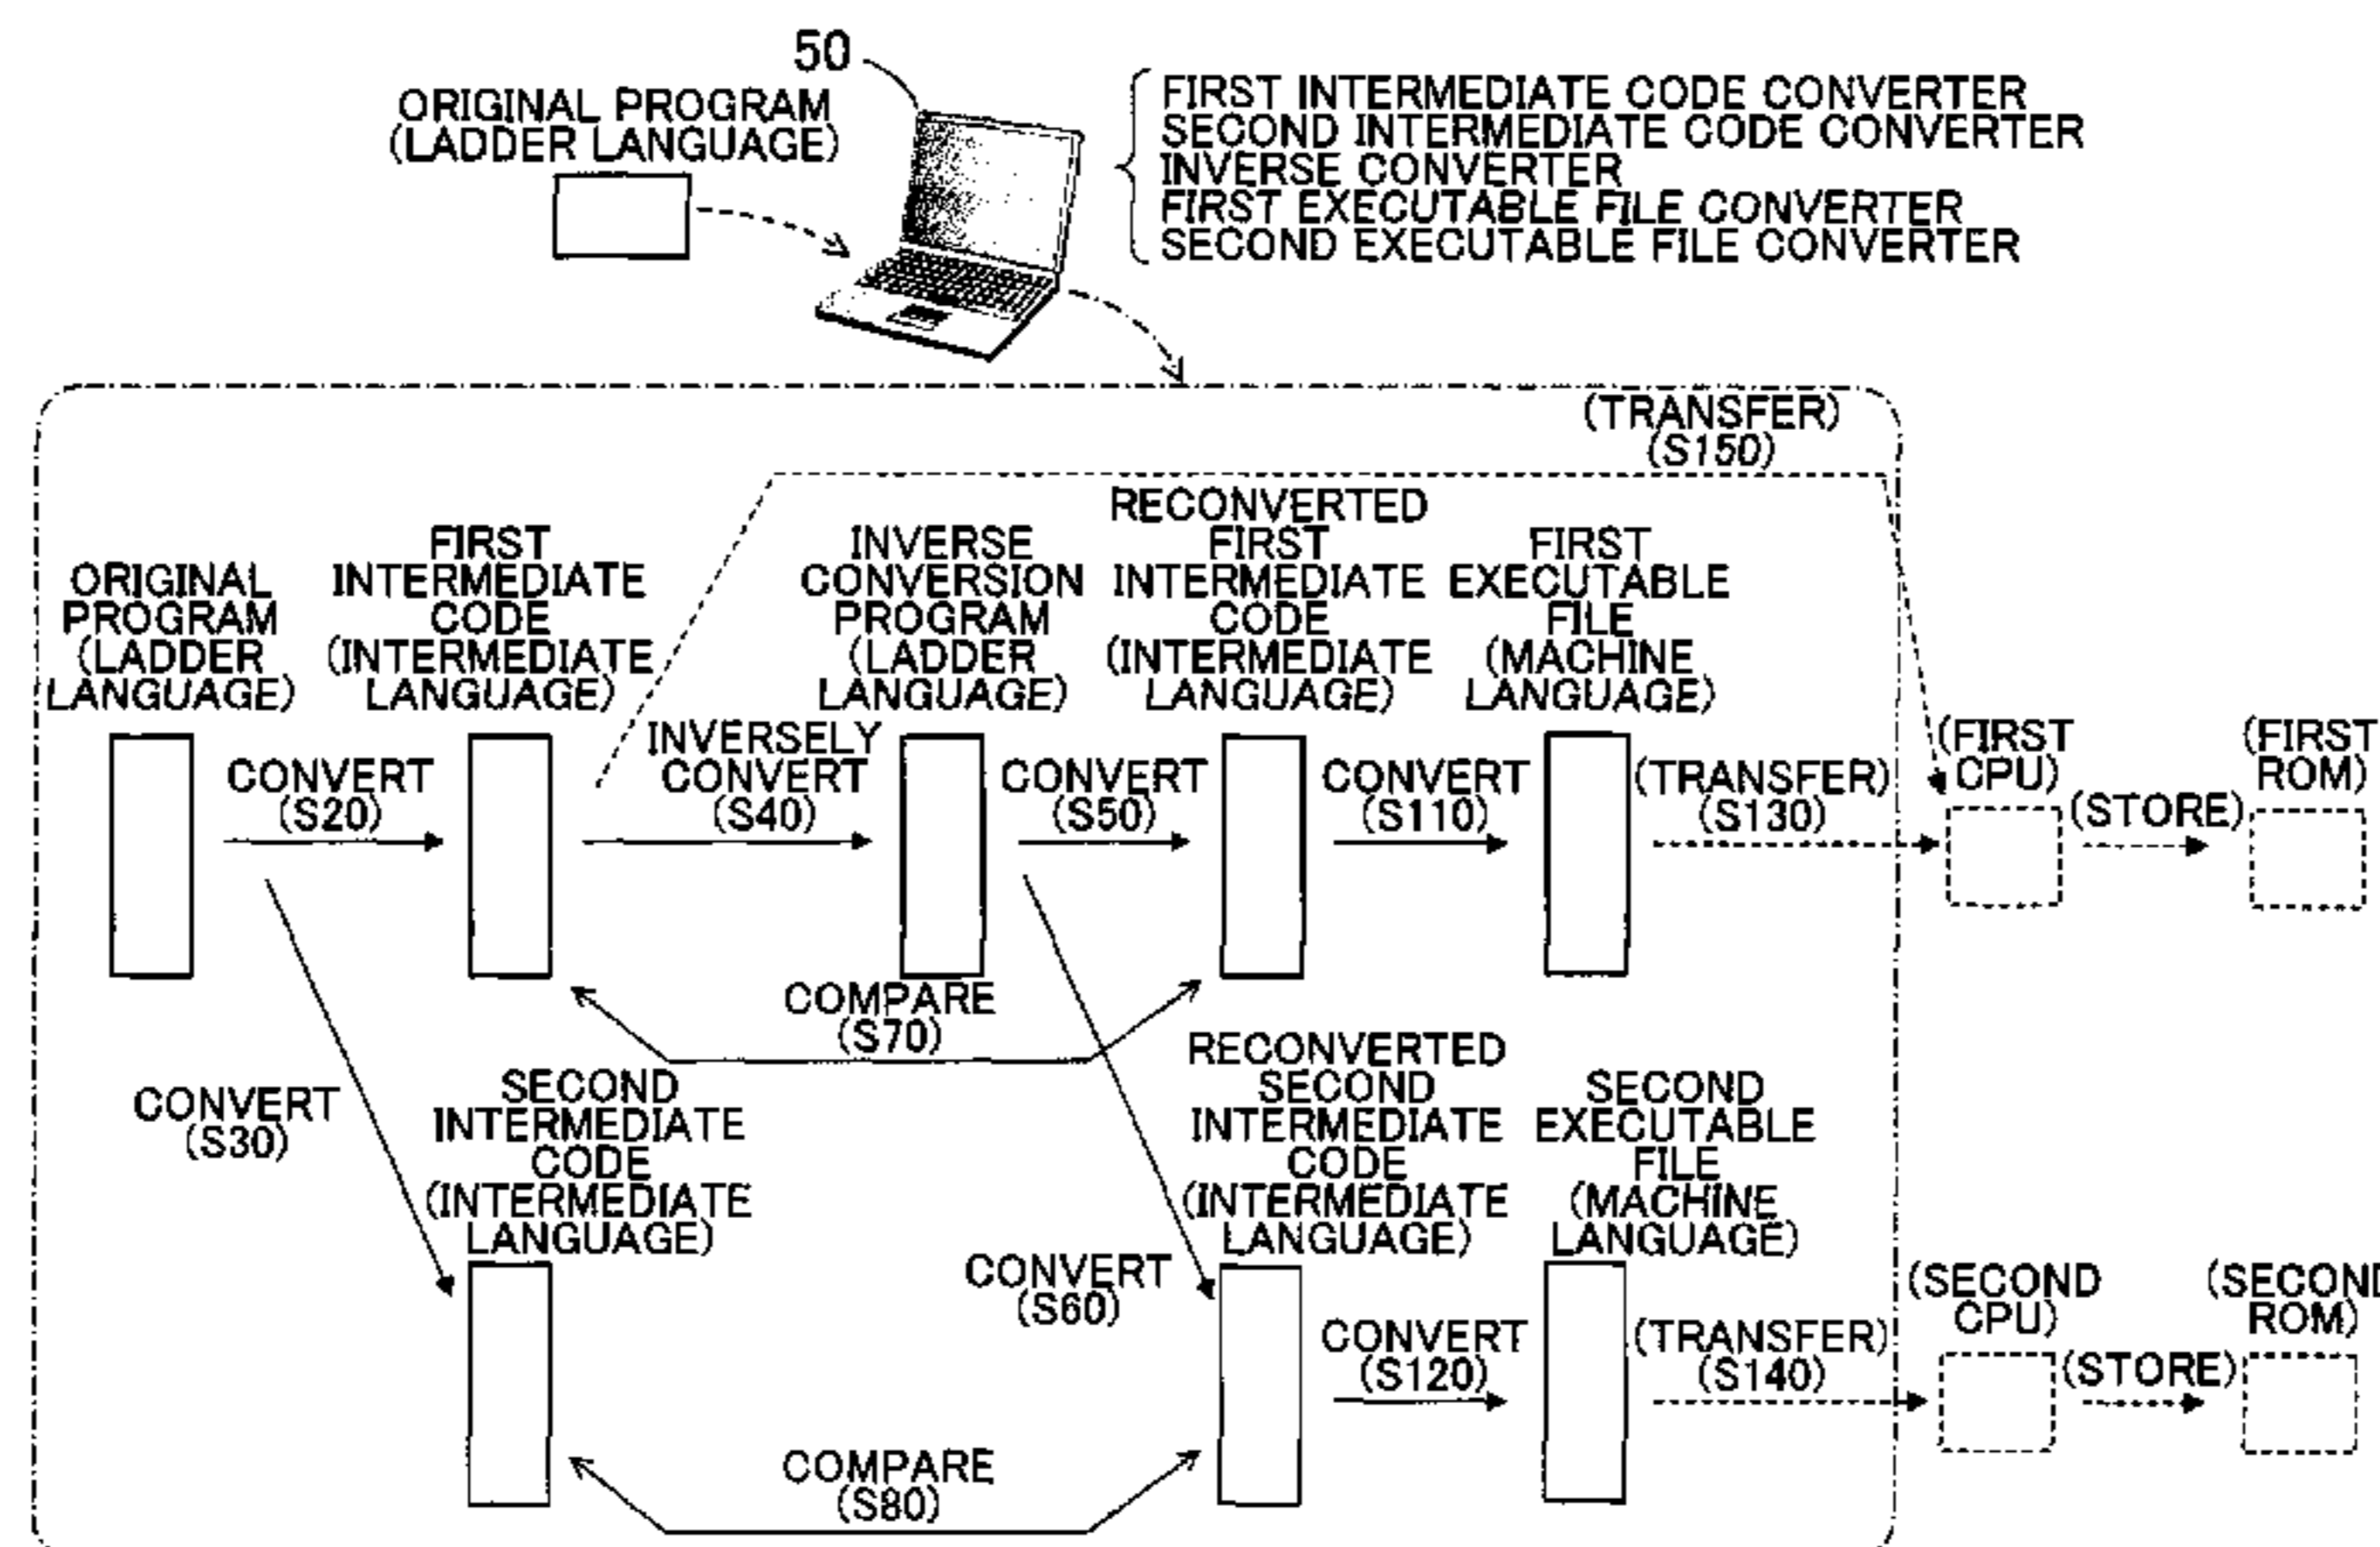 50
ORIGINAL PROGRAM
(LADDER LANGUAGE)
FIRST INTERMEDIATE CODE CONVERTER
SECOND INTERMEDIATE CODE CONVERTER
INVERSE CONVERTER
FIRST EXECUTABLE FILE CONVERTER
SECOND EXECUTABLE FILE CONVERTER
(TRANSFER)
(S150)
ORIGINAL
PROGRAM
(LADDER
LANGUAGE)
FIRST
INTERMEDIATE
CODE
(INTERMEDIATE
LANGUAGE)
INVERSE
CONVERSION
PROGRAM
(LADDER
LANGUAGE)
RECONVERTED
FIRST
INTERMEDIATE
CODE
(INTERMEDIATE
LANGUAGE)
FIRST
EXECUTABLE
FILE
(MACHINE
LANGUAGE)
CONVERT
(S20)
INVERSELY
CONVERT
(S40)
CONVERT
(S50)
CONVERT
(S110)
(TRANSFER)
(S130)
(FIRST
CPU)
(STORE)
(FIRST
ROM)
COMPARE
(S70)
CONVERT
(S30)
SECOND
INTERMEDIATE
CODE
(INTERMEDIATE
LANGUAGE)
CONVERT
(S60)
RECONVERTED
SECOND
INTERMEDIATE
CODE
(INTERMEDIATE
LANGUAGE)
SECOND
EXECUTABLE
FILE
(MACHINE
LANGUAGE)
CONVERT
(S120)
(TRANSFER)
(S140)
(SECOND
CPU)
(STORE)
(SECOND
ROM)
COMPARE
(S80)